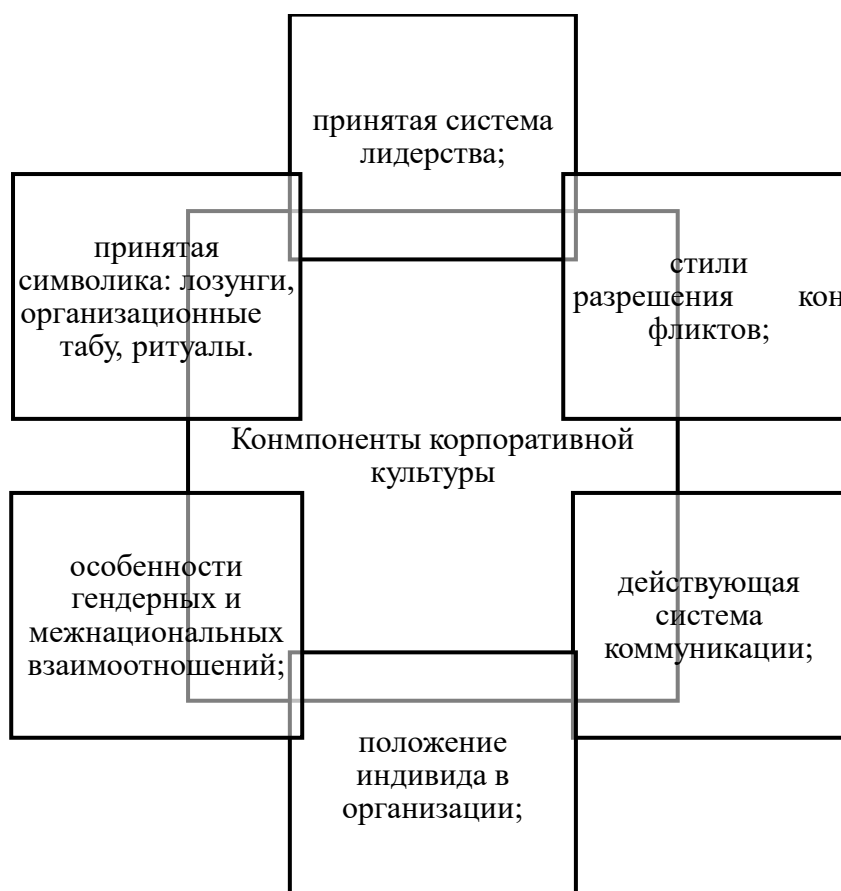 принятая система
лидерства;
принятая
символика: лозунги,
организационные
табу, ритуалы.
стили
разрешения кон
фликтов;
Конмпоненты корпоративной
культуры
особенности
гендерных и
межнациональных
взаимоотношений;
действующая
система
коммуникации;
положение
индивида в
организации;